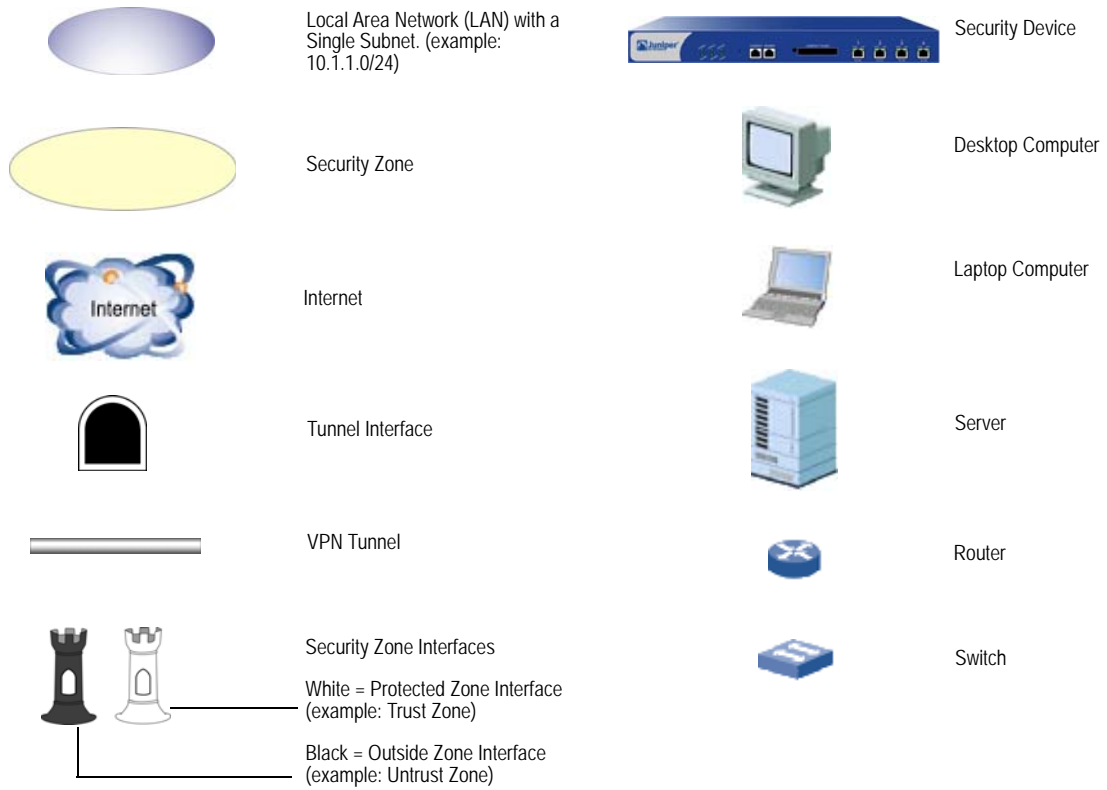 Local Area Network (LAN) with a
Single Subnet. (example:
10.1.1.0/24)
Security Zone
Internet
Internet
Tunnel Interface
VPN Tunnel
Security Zone Interfaces
White = Protected Zone Interface
(example: Trust Zone)
Black = Outside Zone Interface
(example: Untrust Zone)
Juniper
Security Device
Desktop Computer
Laptop Computer
Server
Router
Switch